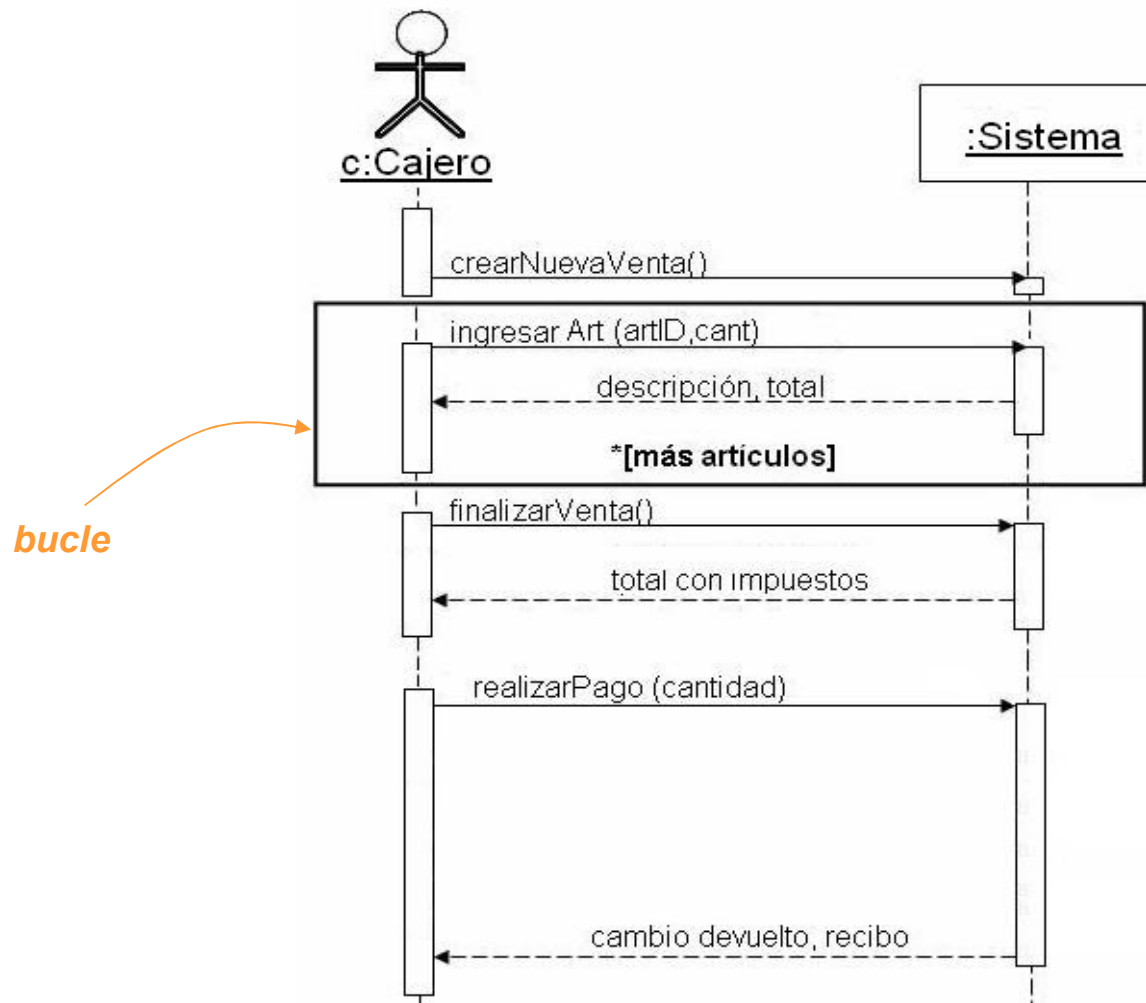 c:Cajero
:Sistema
crearNuevaVenta()
ingresar Art (artID,cant)
descripción, total
*[más artículos]
bucle
finalizarVenta()
total con impuestos
realizarPago (cantidad)
cambio devuelto, recibo